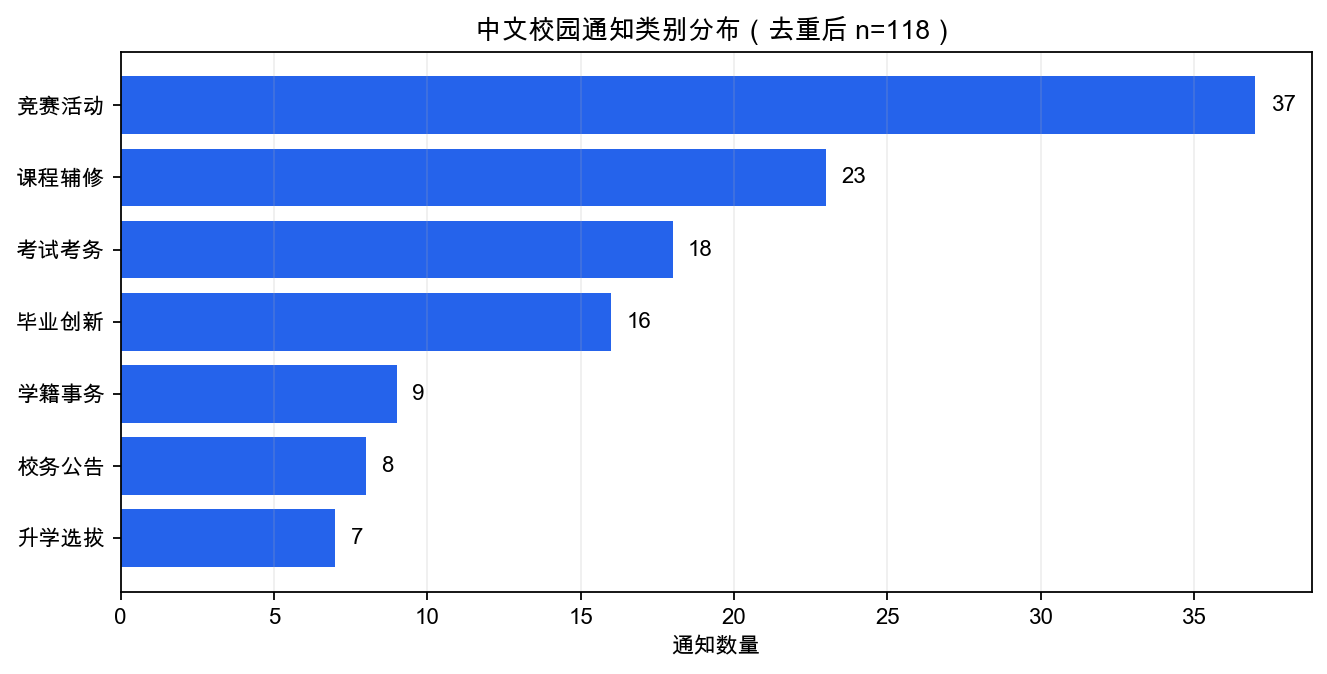 中文校园通知类别分布（去重后 n=118）
竞赛活动 37
课程辅修 23
考试考务 18
毕业创新 16
学籍事务 9
校务公告 8
升学选拔 7
0 5 10 15 20 25 30 35
通知数量